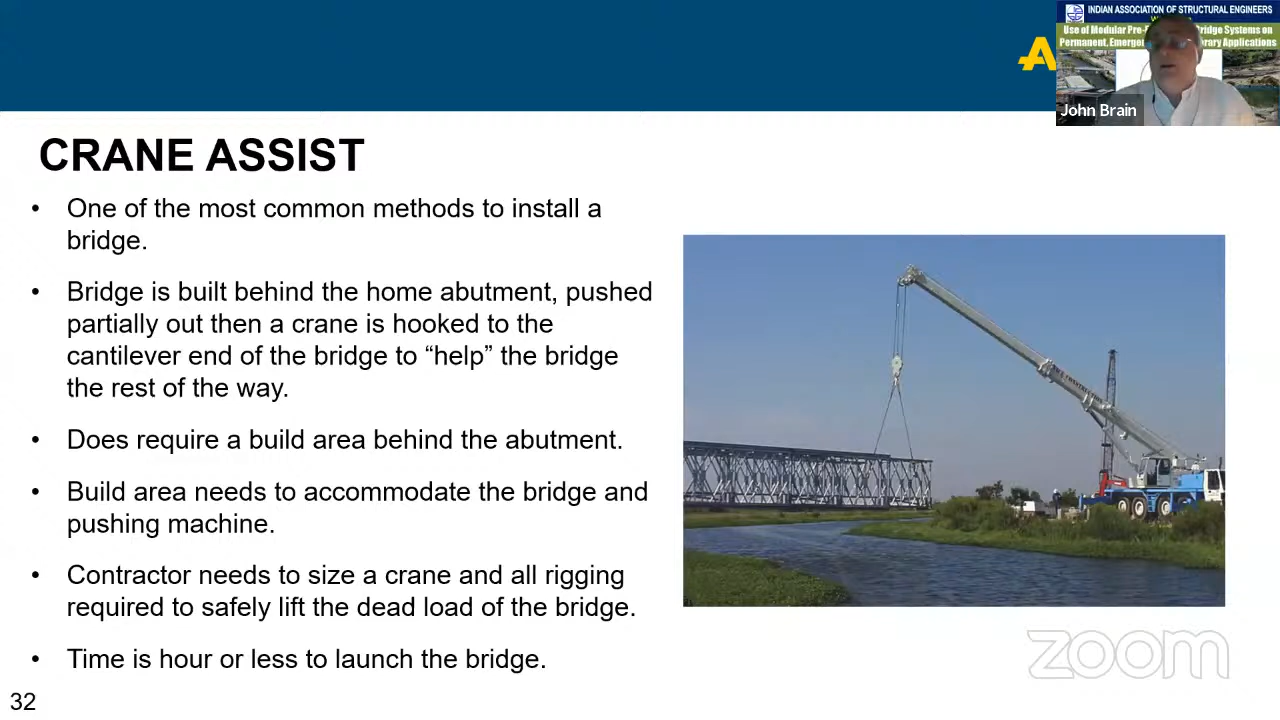 INDIAN ASSOCIATION OF STRUCTURAL ENGINEERS
Use of Modular Pre- Bridge Systems on
Permanent, Emerge rary Applications
John Brain
CRANE ASSIST
• One of the most common methods to install a
bridge.
• Bridge is built behind the home abutment, pushed
partially out then a crane is hooked to the
cantilever end of the bridge to “help” the bridge
the rest of the way.
• Does require a build area behind the abutment.
• Build area needs to accommodate the bridge and
pushing machine.
• Contractor needs to size a crane and all rigging
required to safely lift the dead load of the bridge.
• Time is hour or less to launch the bridge.
32
zoom